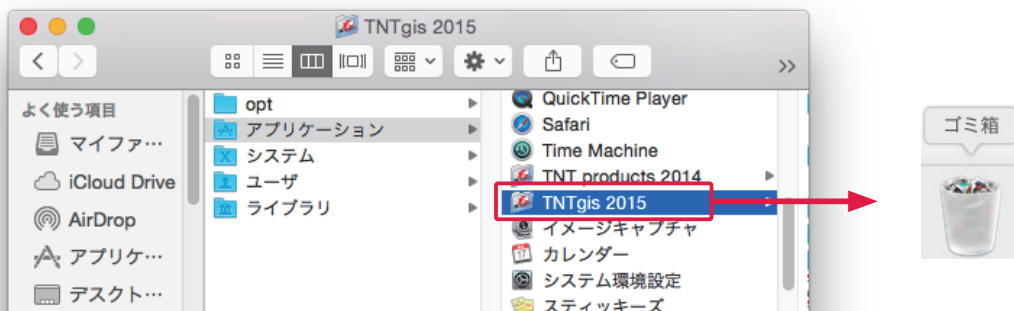 TNTgis 2015
よく使う項目
マイファ…
iCloud Drive
AirDrop
アプリケ…
デスクト…
opt
アプリケーション
システム
ユーザ
ライブラリ
QuickTime Player
Safari
Time Machine
TNT products 2014
TNTgis 2015
イメージキャプチャ
カレンダー
システム環境設定
スティッキーズ
ゴミ箱